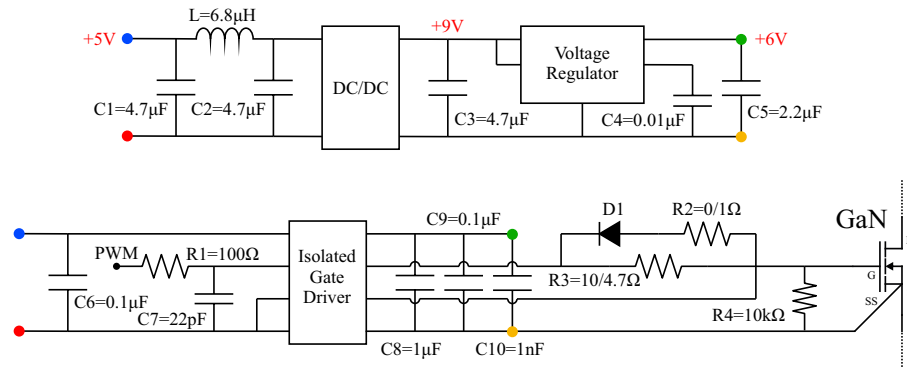 L=6.8μH
+5V
+9V
+6V
Voltage
Regulator
DC/DC
C1=4.7μF
C2=4.7μF
C3=4.7μF
C4=0.01μF
C5=2.2μF
C9=0.1μF
D1
R2=0/1Ω
GaN
PWM
R1=100Ω
Isolated
Gate
Driver
R3=10/4.7Ω
G
SS
C6=0.1μF
C7=22pF
R4=10kΩ
C8=1μF
C10=1nF